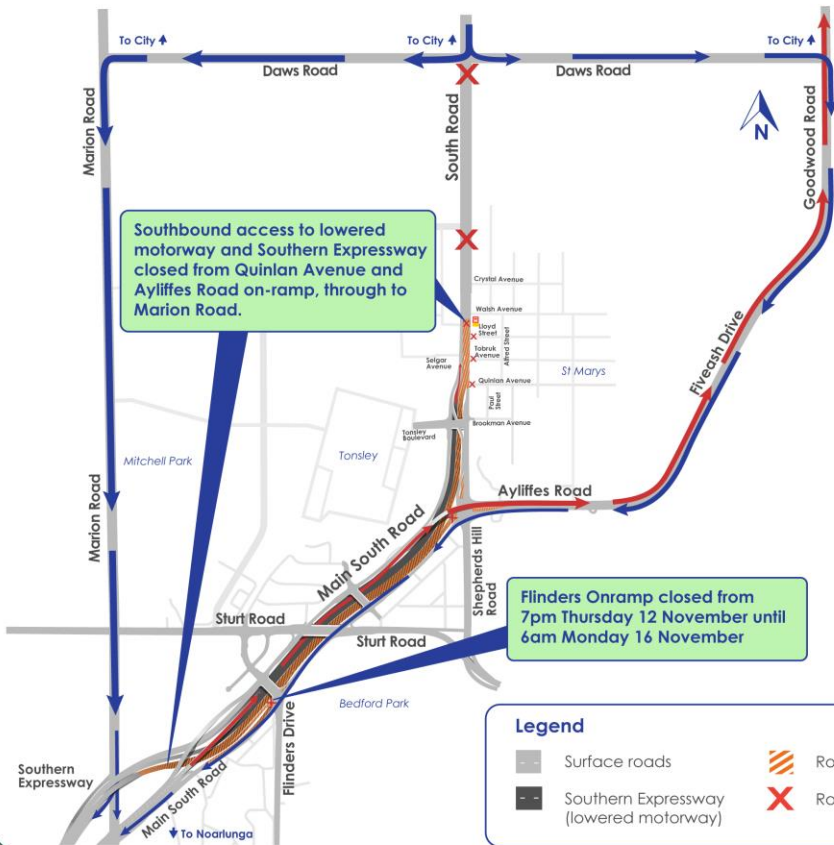 To City
To City
To City
Daws Road
Daws Road
Marion Road
South Road
Goodwood Road
N
Southbound access to lowered
motorway and Southern Expressway
closed from Quinlan Avenue and
Ayliffes Road on-ramp, through to
Marion Road.
Crystal Avenue
Walsh Avenue
Lloyd
Street
Tobruk
Avenue
Alfred Street
Selgar
Avenue
St Marys
Quinlan Avenue
Paul
Street
Tonsley
Boulevard
Brookman Avenue
Fiveash Drive
Mitchell Park
Tonsley
Ayliffes Road
Marion Road
Main South Road
Shepherds Hill
Road
Flinders Onramp closed from
7pm Thursday 12 November until
6am Monday 16 November
Sturt Road
Sturt Road
Bedford Park
Flinders Drive
Southern
Expressway
Main South Road
To Noarlunga
Legend
Surface roads
Ro
Southern Expressway
(lowered motorway)
Ro